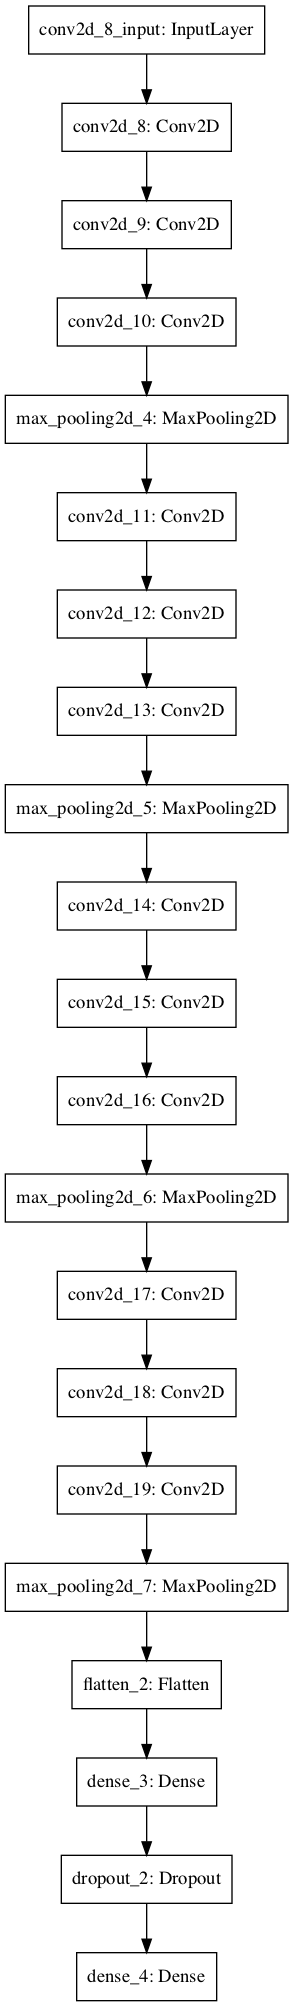 conv2d_8_input: InputLayer
conv2d_8: Conv2D
conv2d_9: Conv2D
conv2d_10: Conv2D
max_pooling2d_4: MaxPooling2D
conv2d_11: Conv2D
conv2d_12: Conv2D
conv2d_13: Conv2D
max_pooling2d_5: MaxPooling2D
conv2d_14: Conv2D
conv2d_15: Conv2D
conv2d_16: Conv2D
max_pooling2d_6: MaxPooling2D
conv2d_17: Conv2D
conv2d_18: Conv2D
conv2d_19: Conv2D
max_pooling2d_7: MaxPooling2D
flatten_2: Flatten
dense_3: Dense
dropout_2: Dropout
dense_4: Dense